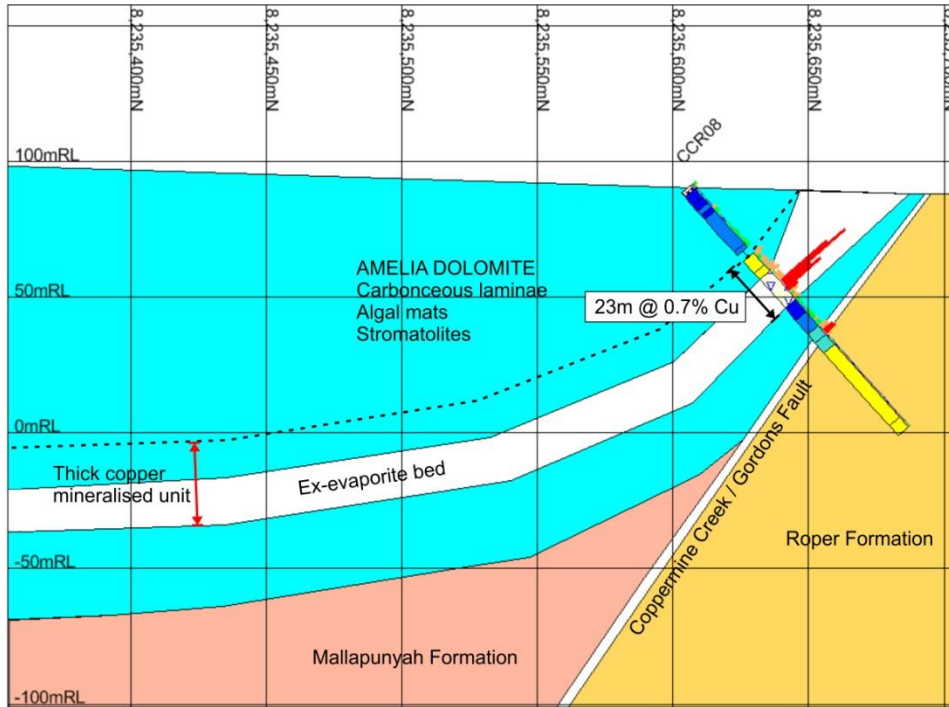 8,235,400mN
8,235,450mN
8,235,500mN
8,235,550mN
8,235,600mN
8,235,650mN
CCR08
100mRL
AMELIA DOLOMITE
Carbonceous laminae
Algal mats
Stromatolites
50mRL
23m @ 0.7% Cu
0mRL
Thick copper
mineralised unit
Ex-evaporite bed
Coppermine Creek / Gordons Fault
Roper Formation
-50mRL
Mallapunyah Formation
-100mRL